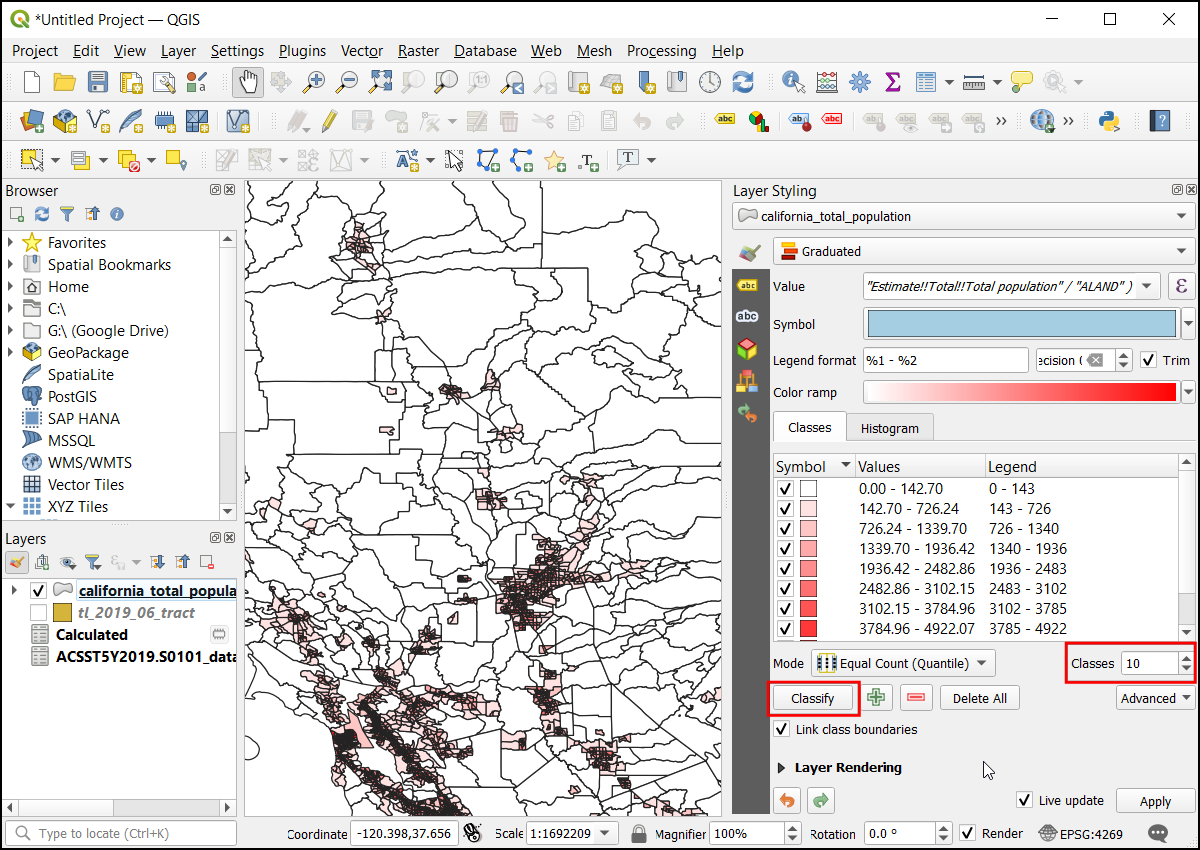 *Untitled Project — QGIS
Project Edit View Layer Settings Plugins Vector Raster Database Web Mesh Processing Help
abc abc abc
T T
Browser
Favorites
Spatial Bookmarks
Home
C:\
G:\ (Google Drive)
GeoPackage
SpatiaLite
PostGIS
SAP HANA
MSSQL
WMS/WMTS
Vector Tiles
XYZ Tiles
Layers
california_total_popula
tl_2019_06_tract
Calculated
ACSST5Y2019.S0101_data
Layer Styling
california_total_population
Graduated
abc
Value "Estimate!!Total!!Total population" / "ALAND" ) ε
abc
Symbol
Legend format %1 - %2 ecision ( Trim
Color ramp
Classes Histogram
Symbol Values Legend
0.00 - 142.70 0 - 143
142.70 - 726.24 143 - 726
726.24 - 1339.70 726 - 1340
1339.70 - 1936.42 1340 - 1936
1936.42 - 2482.86 1936 - 2483
2482.86 - 3102.15 2483 - 3102
3102.15 - 3784.96 3102 - 3785
3784.96 - 4922.07 3785 - 4922
Mode Equal Count (Quantile) Classes 10
Classify Delete All Advanced
Link class boundaries
Layer Rendering
Live update Apply
Type to locate (Ctrl+K) Coordinate -120.398,37.656 Scale 1:1692209 Magnifier 100% Rotation 0.0 ° Render EPSG:4269